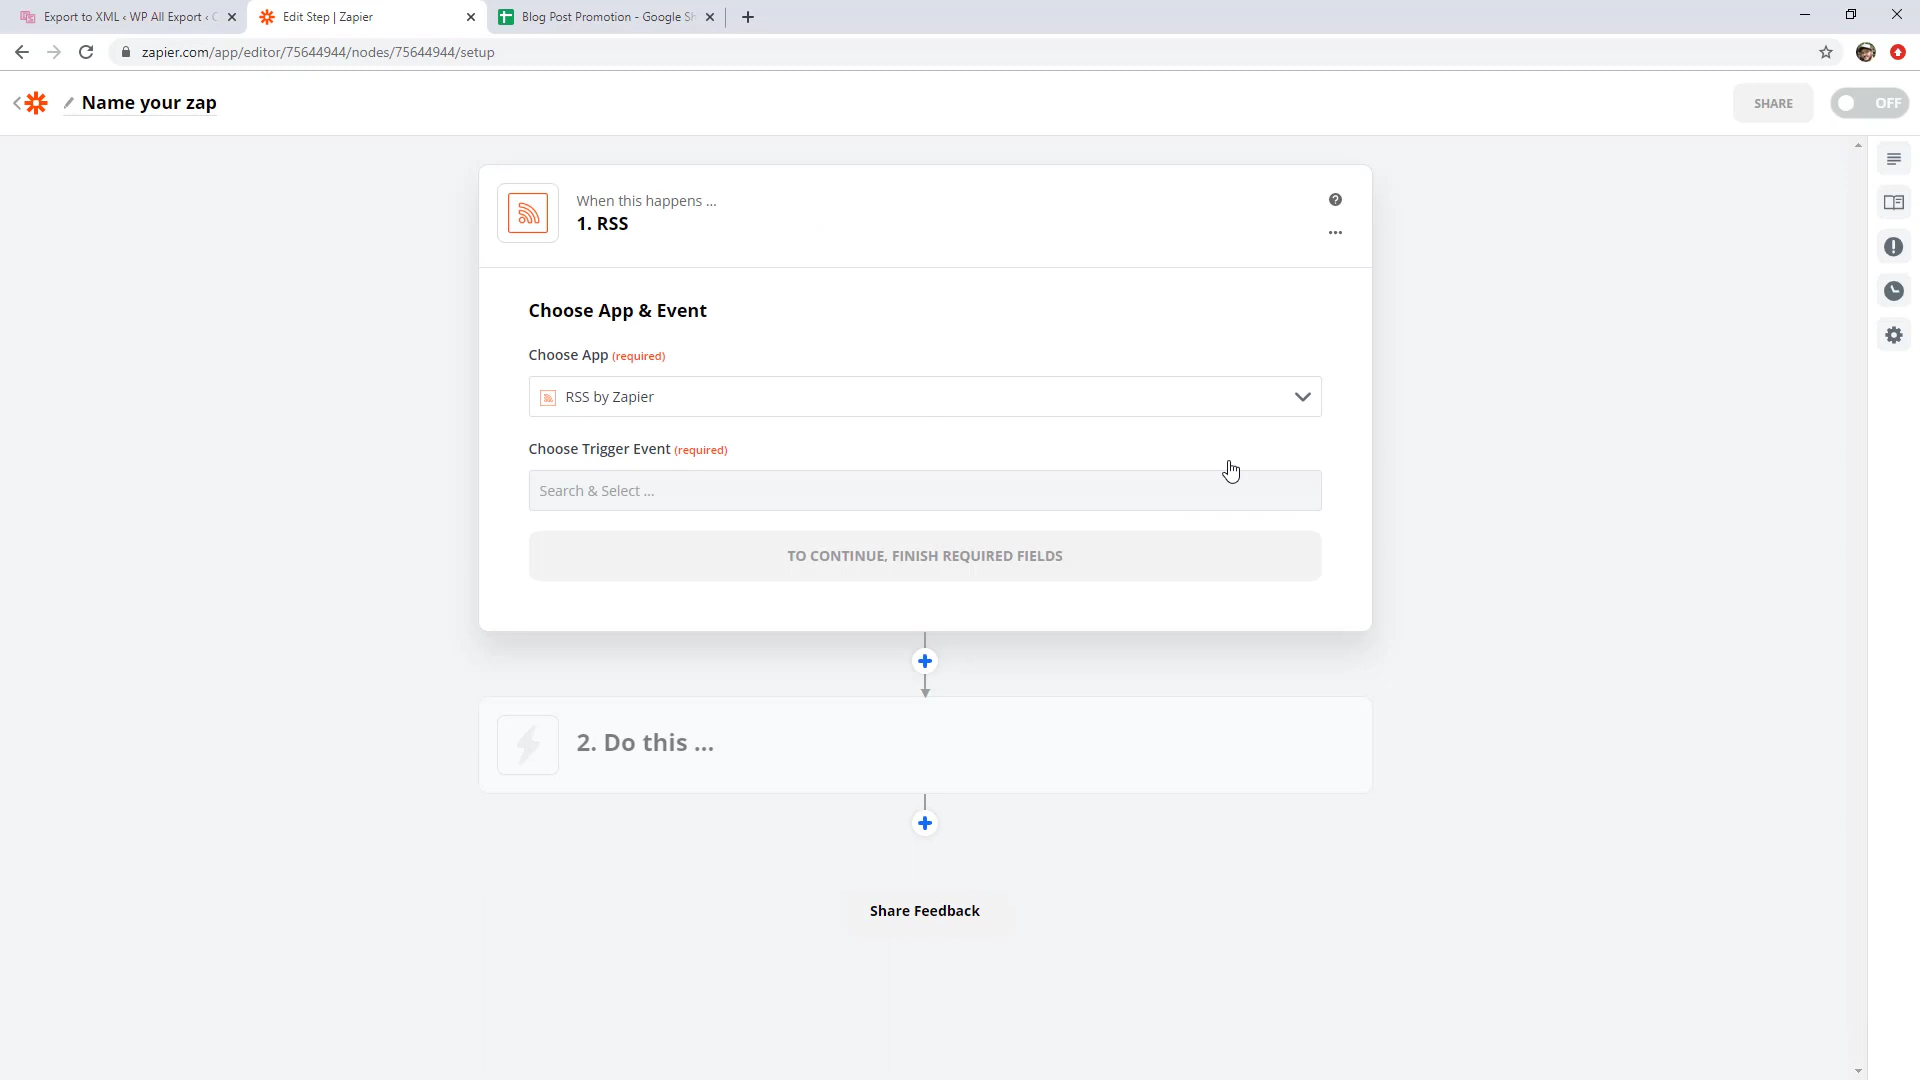 Export to XML ‹ WP All Export ‹ C
Edit Step | Zapier
Blog Post Promotion - Google Sh
zapier.com/app/editor/75644944/nodes/75644944/setup
Name your zap
SHARE
OFF
When this happens ...
1. RSS
Choose App & Event
Choose App (required)
RSS by Zapier
Choose Trigger Event (required)
Search & Select ...
TO CONTINUE, FINISH REQUIRED FIELDS
2. Do this ...
Share Feedback